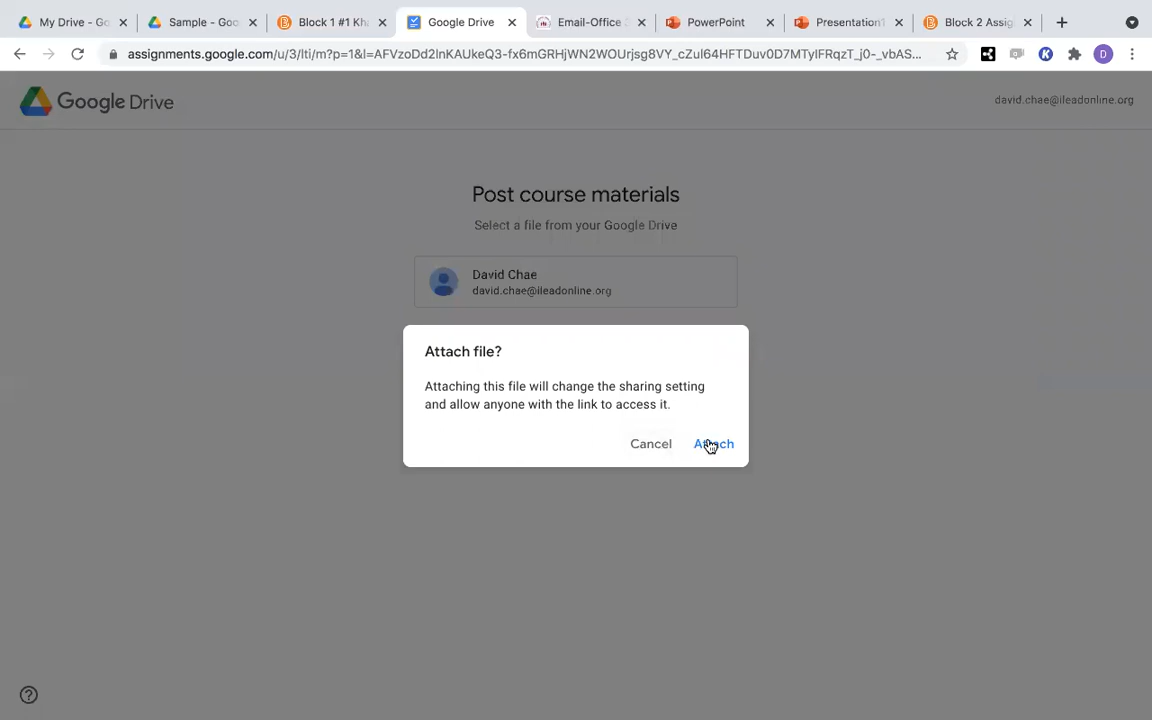 My Drive - Go
Sample - Goo
Block 1 #1 Kha
Google Drive
Email-Office
PowerPoint
Presentation1
Block 2 Assig
assignments.google.com/u/3/lti/m?p=1&l=AFVzoDd2lnKAUkeQ3-fx6mGRHjWN2WOUrjsg8VY_cZul64HFTDuv0D7MTylFRqzT_j0-_vbAS...
K
D
Google Drive
david.chae@ileadonline.org
Post course materials
Select a file from your Google Drive
David Chae
david.chae@ileadonline.org
Attach file?
Attaching this file will change the sharing setting
and allow anyone with the link to access it.
Cancel
Attach